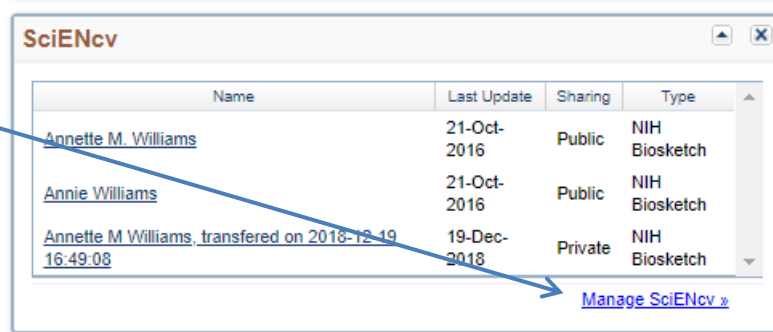 SciENcv
Name Last Update Sharing Type
Annette M. Williams 21-Oct-2016 Public NIH Biosketch
Annie Williams 21-Oct-2016 Public NIH Biosketch
Annette M Williams, transfered on 2018-12-19 16:49:08 19-Dec-2018 Private NIH Biosketch
Manage SciENcv »